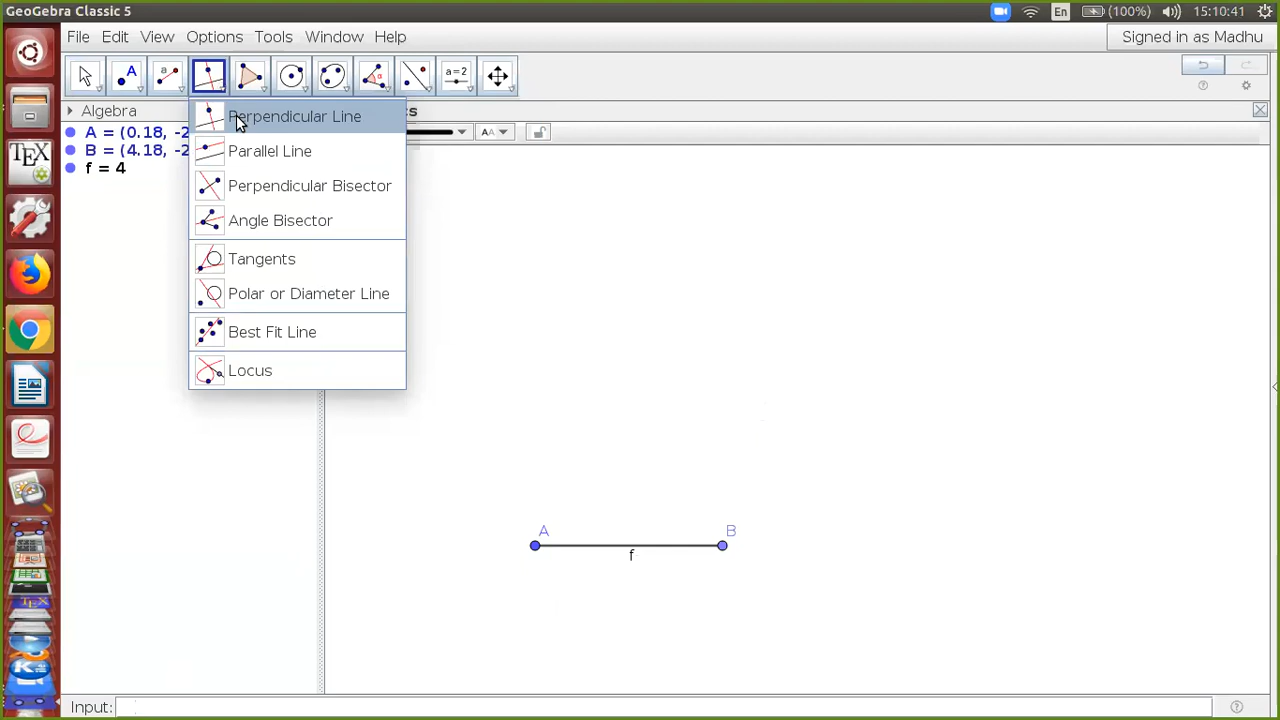 GeoGebra Classic 5
En
(100%)
15:10:41
File Edit View Options Tools Window Help
Signed in as Madhu
A
a
α
a=2
Algebra
A = (0.18, -2
B = (4.18, -2
f = 4
AA
Perpendicular Line
Parallel Line
Perpendicular Bisector
Angle Bisector
Tangents
Polar or Diameter Line
Best Fit Line
Locus
TEX
A
B
f
Input: